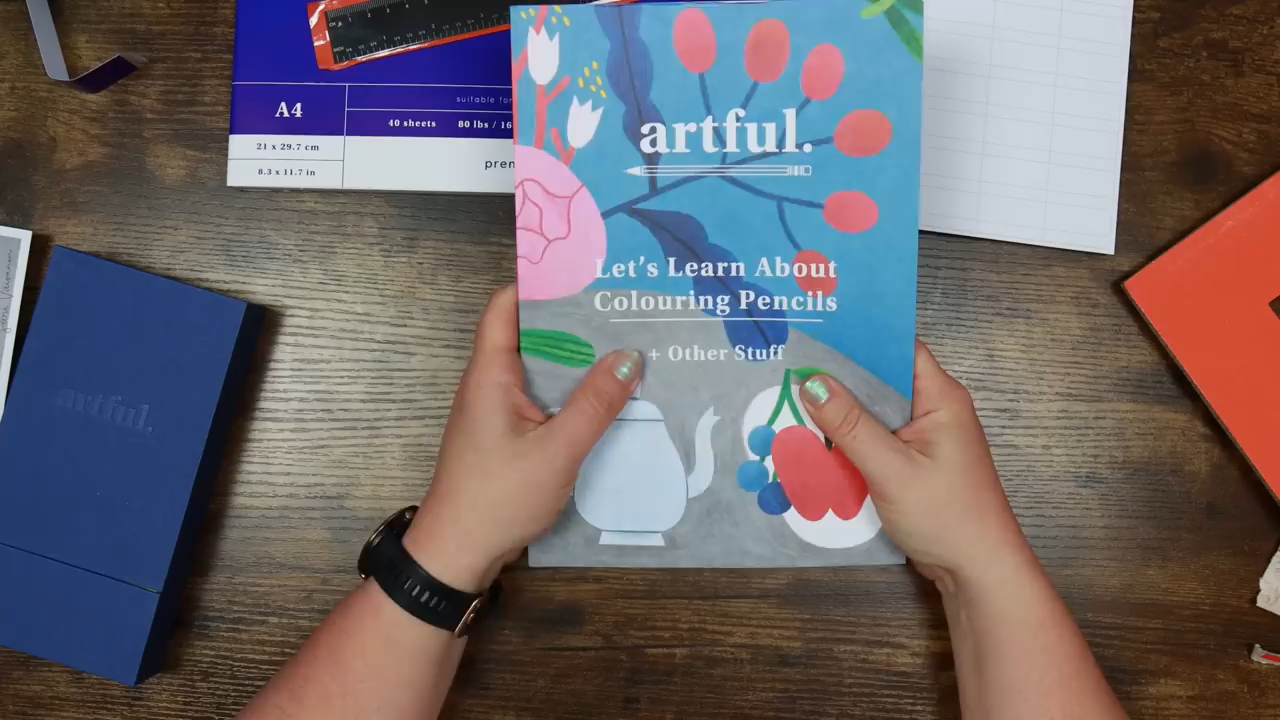 A4
suitable for
40 sheets 80 lbs / 16
21 x 29.7 cm
8.3 x 11.7 in
prem
artful.
Let's Learn About
Colouring Pencils
+ Other Stuff
artful.